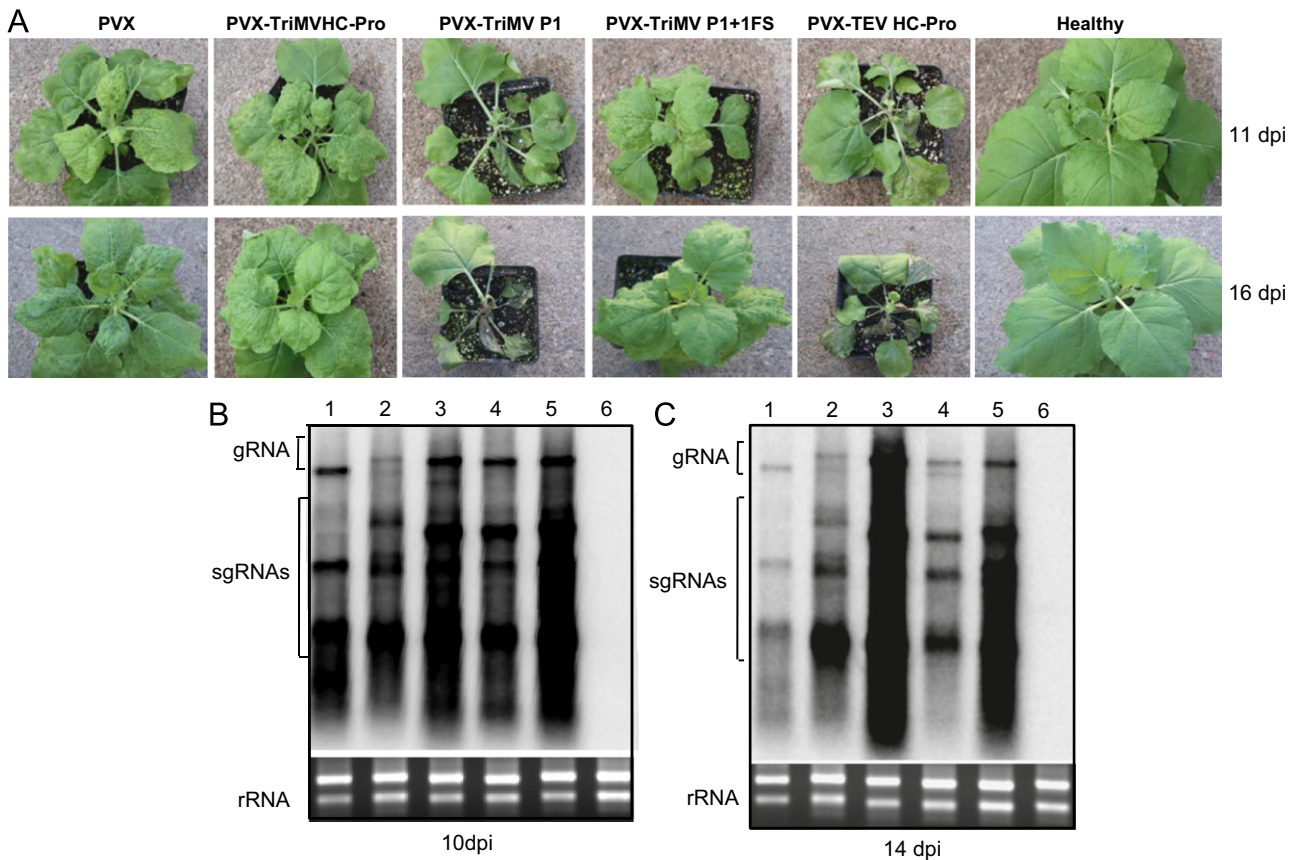 A
PVX PVX-TriMVHC-Pro PVX-TriMV P1 PVX-TriMV P1+1FS PVX-TEV HC-Pro Healthy
11 dpi
16 dpi
B
1 2 3 4 5 6
gRNA
sgRNAs
rRNA
10dpi
C
1 2 3 4 5 6
gRNA
sgRNAs
rRNA
14 dpi